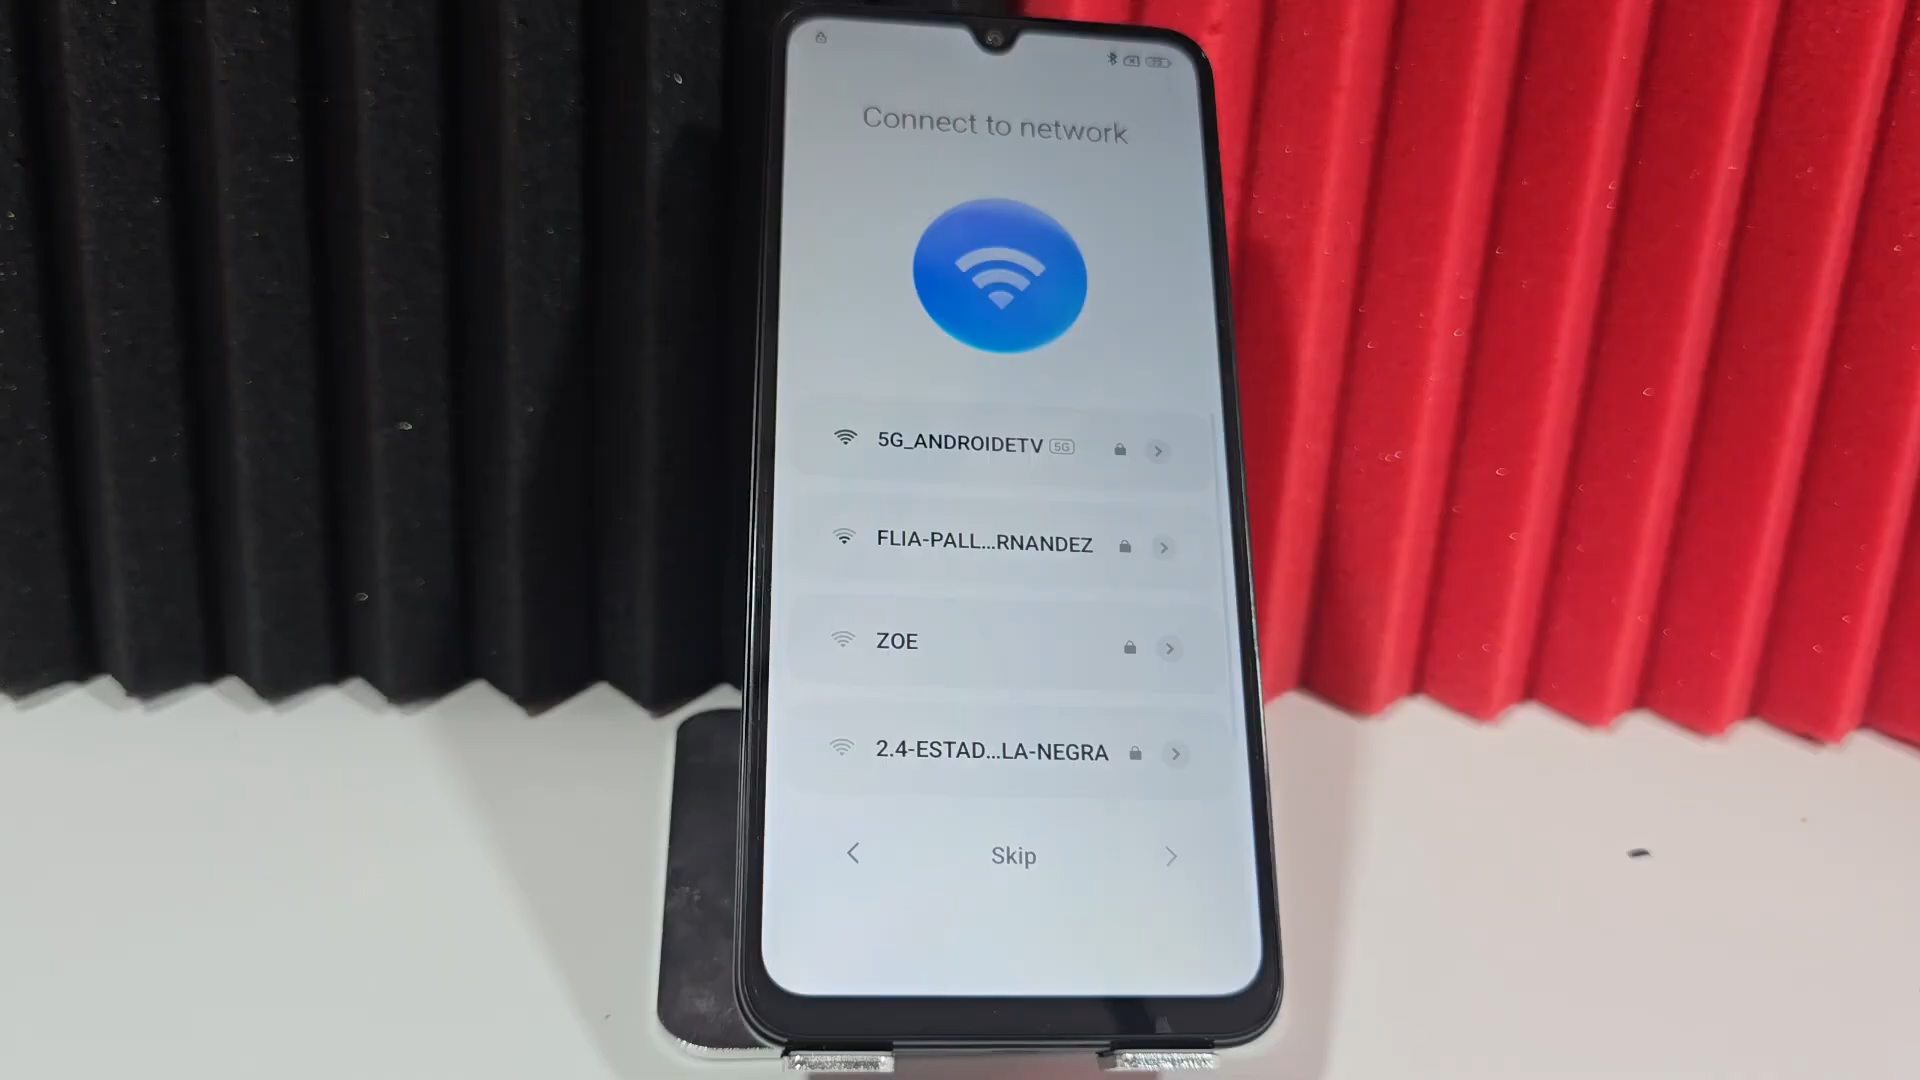 Connect to network
5G_ANDROIDETV 5G
FLIA-PALL...RNANDEZ
ZOE
2.4-ESTAD...LA-NEGRA
Skip